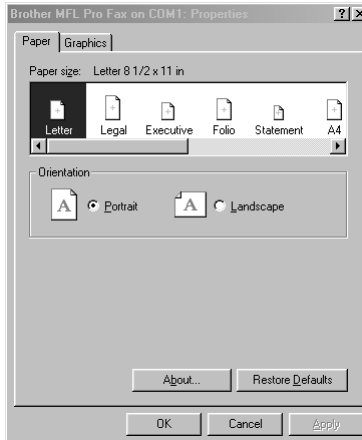 Brother MFL Pro Fax on COM1: Properties
Paper Graphics
Paper size: Letter 8 1/2 x 11 in
Letter Legal Executive Folio Statement A4
Orientation
A Portrait A Landscape
About... Restore Defaults
OK Cancel Apply